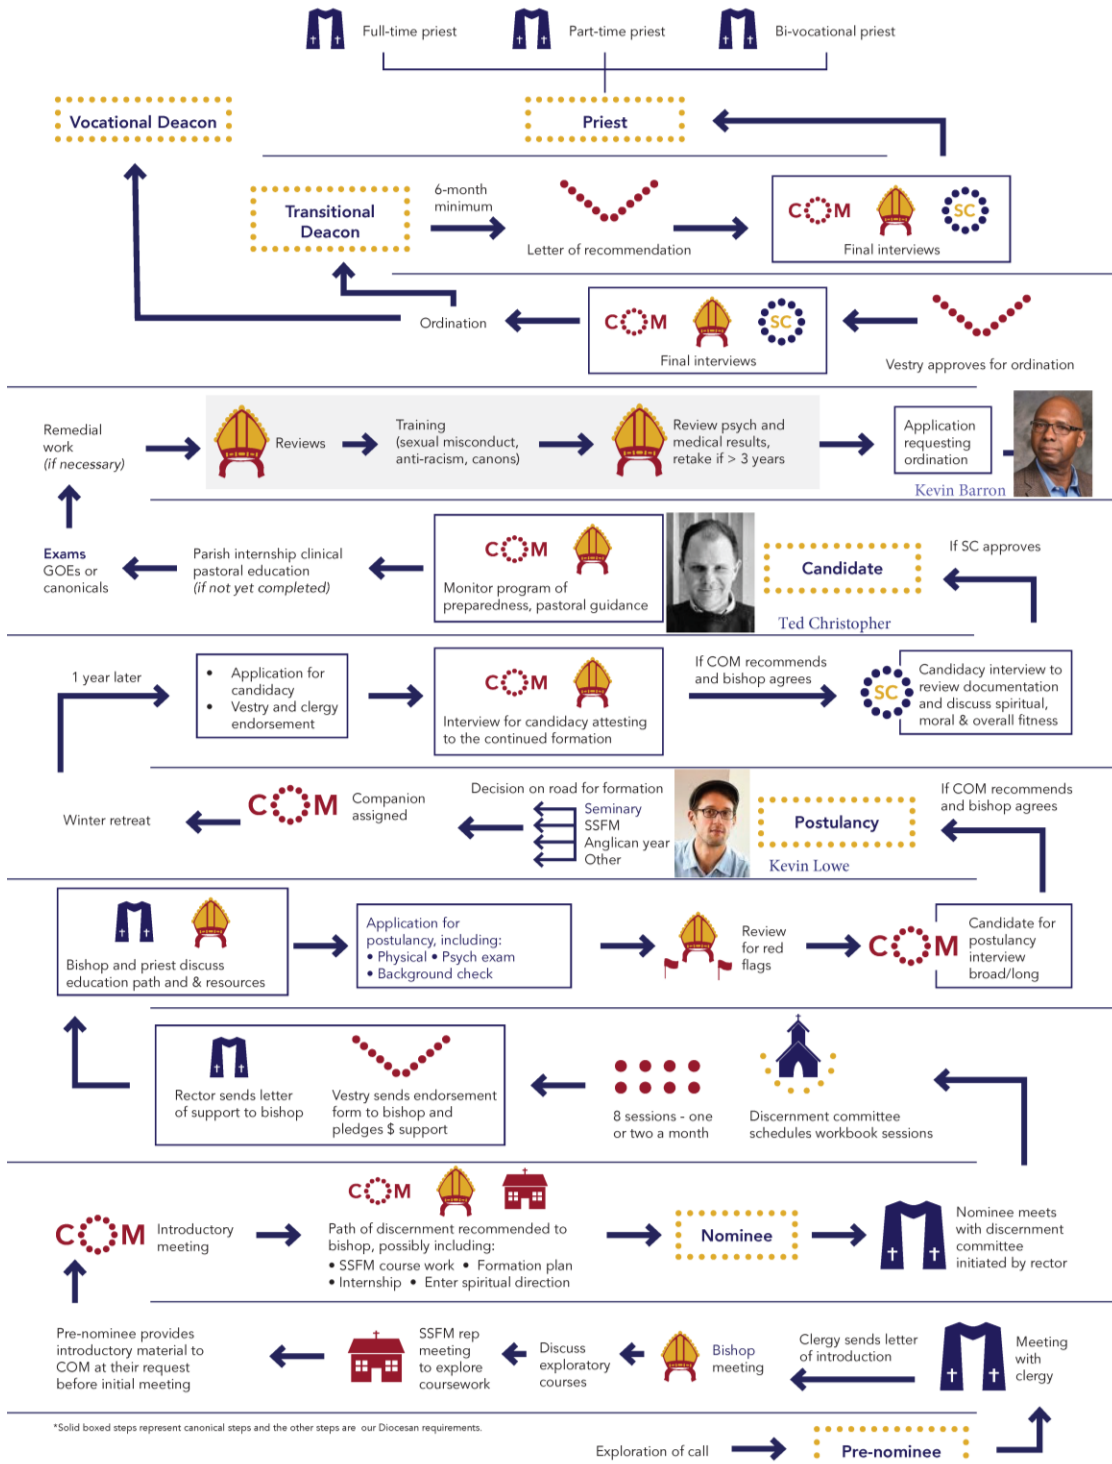 Full-time priest
Part-time priest
Bi-vocational priest
Vocational Deacon
Priest
Transitional
Deacon
6-month
minimum
Letter of recommendation
COM
SC
Final interviews
Ordination
COM
SC
Final interviews
Vestry approves for ordination
Remedial
work
(if necessary)
Reviews
Training
(sexual misconduct,
anti-racism, canons)
Review psych and
medical results,
retake if > 3 years
Application
requesting
ordination
Kevin Barron
Exams
GOEs or
canonicals
Parish internship clinical
pastoral education
(if not yet completed)
COM
Monitor program of
preparedness, pastoral guidance
Candidate
Ted Christopher
If SC approves
1 year later
• Application for
candidacy
• Vestry and clergy
endorsement
COM
Interview for candidacy attesting
to the continued formation
If COM recommends
and bishop agrees
SC
Candidacy interview to
review documentation
and discuss spiritual,
moral & overall fitness
Winter retreat
COM
Companion
assigned
Decision on road for formation
Seminary
SSFM
Anglican year
Other
Postulancy
Kevin Lowe
If COM recommends
and bishop agrees
Bishop and priest discuss
education path and & resources
Application for
postulancy, including:
• Physical • Psych exam
• Background check
Review
for red
flags
COM
Candidate for
postulancy
interview
broad/long
Rector sends letter
of support to bishop
Vestry sends endorsement
form to bishop and
pledges $ support
8 sessions - one
or two a month
Discernment committee
schedules workbook sessions
COM
Introductory
meeting
COM
Path of discernment recommended to
bishop, possibly including:
• SSFM course work • Formation plan
• Internship • Enter spiritual direction
Nominee
Nominee meets
with discernment
committee
initiated by rector
Pre-nominee provides
introductory material to
COM at their request
before initial meeting
SSFM rep
meeting
to explore
coursework
Discuss
exploratory
courses
Bishop
meeting
Clergy sends letter
of introduction
Meeting
with
clergy
*Solid boxed steps represent canonical steps and the other steps are our Diocesan requirements.
Exploration of call
Pre-nominee